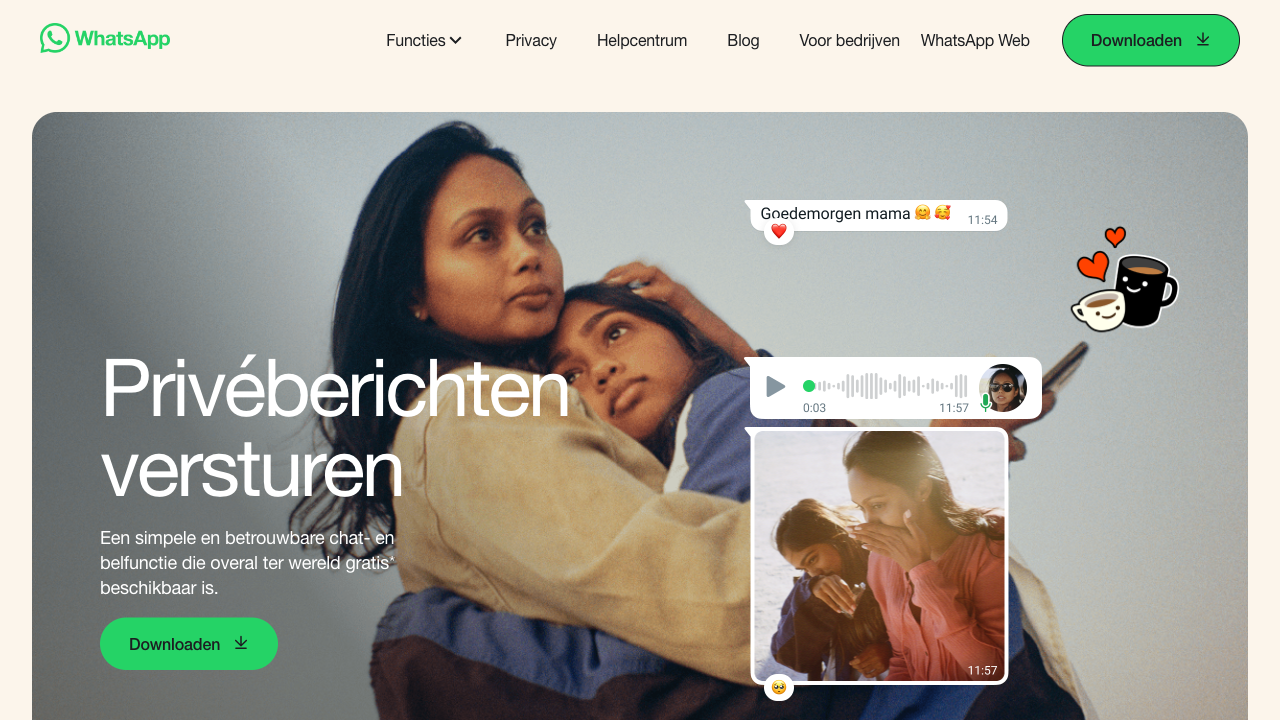 WhatsApp
Functies
Privacy
Helpcentrum
Blog
Voor bedrijven
WhatsApp Web
Downloaden
Goedemorgen mama 🤗 🥰
11:54
❤️
0:03
11:57
Privéberichten
versturen
Een simpele en betrouwbare chat- en
belfunctie die overal ter wereld gratis*
beschikbaar is.
Downloaden
11:57
🥺